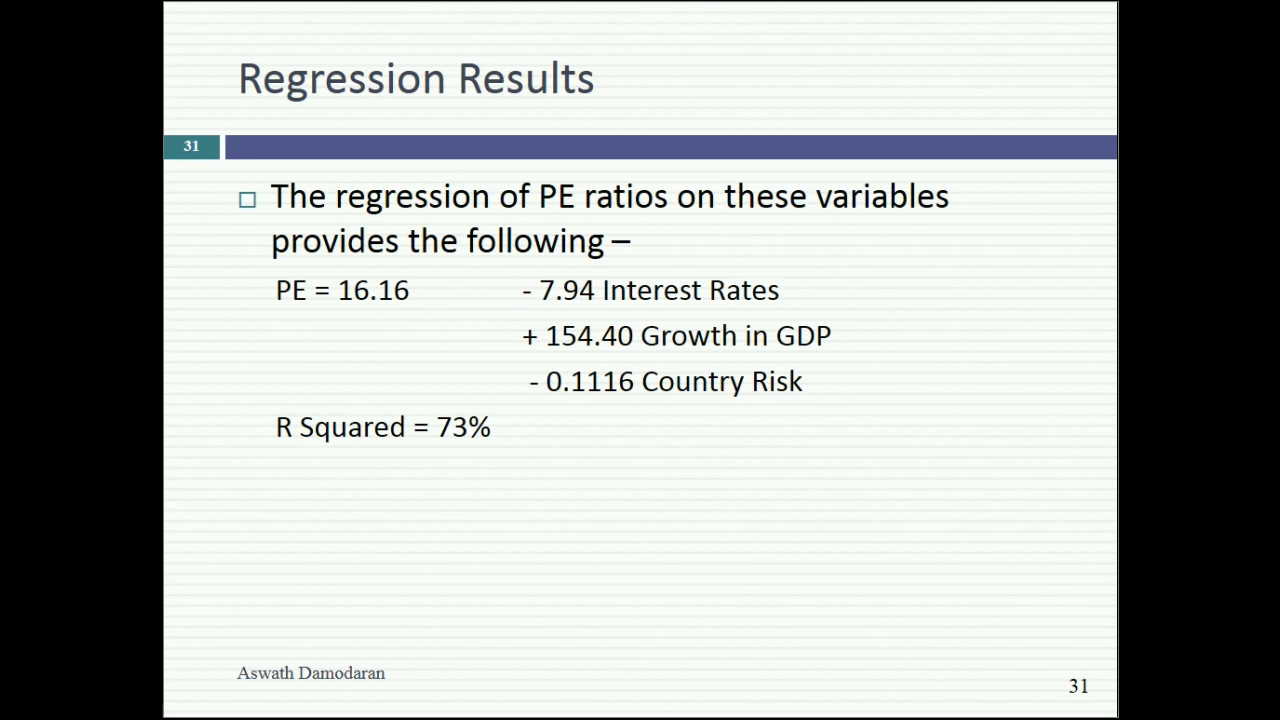 Regression Results
31
The regression of PE ratios on these variables
provides the following –
PE = 16.16 - 7.94 Interest Rates
+ 154.40 Growth in GDP
- 0.1116 Country Risk
R Squared = 73%
Aswath Damodaran
31